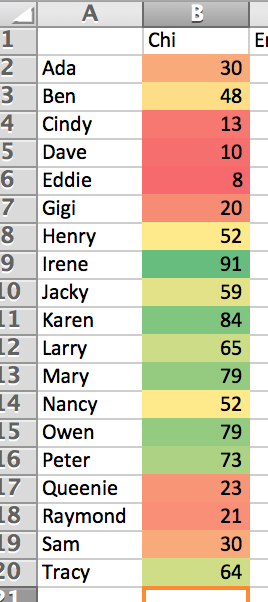 A B
1 Chi
2 Ada 30
3 Ben 48
4 Cindy 13
5 Dave 10
6 Eddie 8
7 Gigi 20
8 Henry 52
9 Irene 91
10 Jacky 59
11 Karen 84
12 Larry 65
13 Mary 79
14 Nancy 52
15 Owen 79
16 Peter 73
17 Queenie 23
18 Raymond 21
19 Sam 30
20 Tracy 64
21